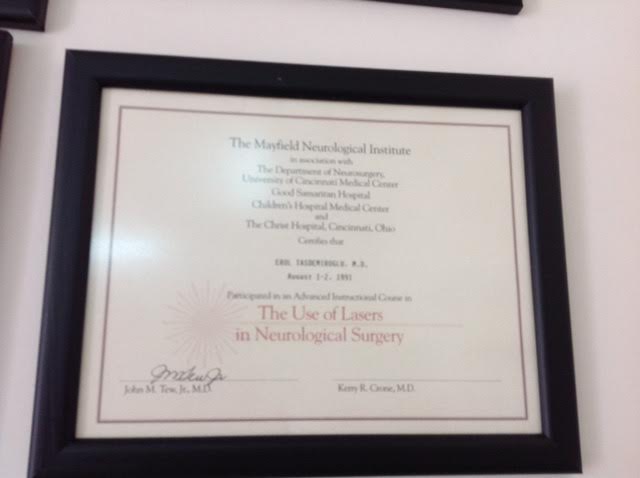 The Mayfield Neurological Institute
in association with
The Department of Neurosurgery,
University of Cincinnati Medical Center
Good Samaritan Hospital
Children's Hospital Medical Center
and
The Christ Hospital, Cincinnati, Ohio
Certifies that
EROL TASDEMIROGLU, M.D.
August 1-2, 1991
Participated in an Advanced Instructional Course in
The Use of Lasers
in Neurological Surgery
John M. Tew, Jr., M.D.
Kerry R. Crone, M.D.